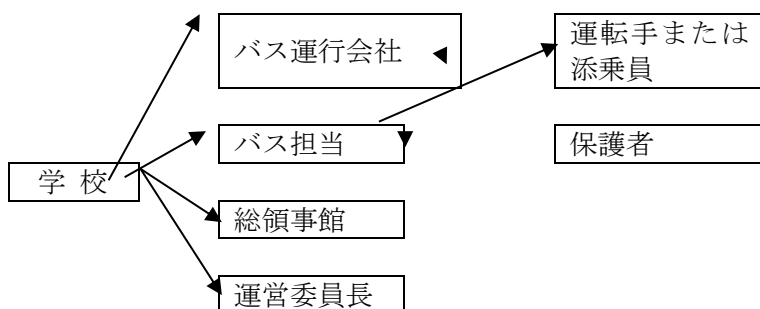 バス運行会社
運転手または
添乗員
バス担当
保護者
学 校
総領事館
運営委員長